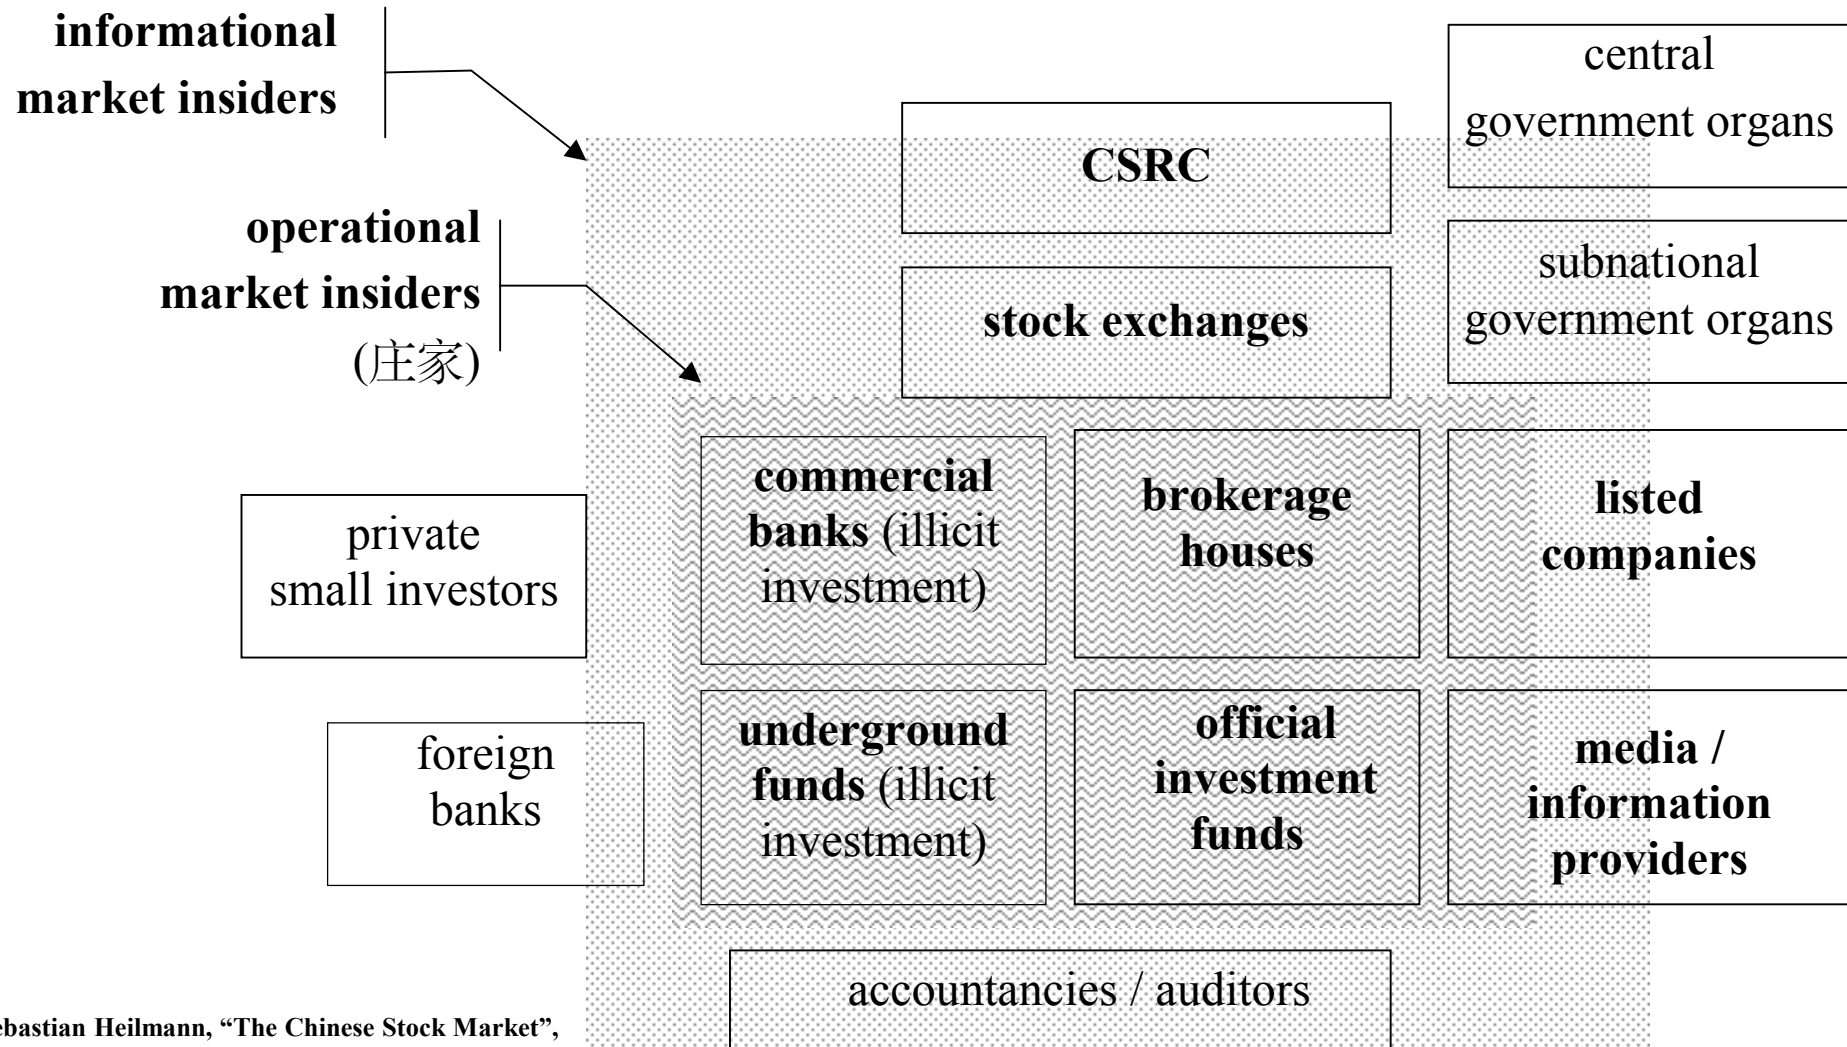 informational
market insiders
operational
market insiders
(庄家)
central
government organs
CSRC
subnational
government organs
stock exchanges
private
small investors
commercial
banks (illicit
investment)
brokerage
houses
listed
companies
foreign
banks
underground
funds (illicit
investment)
official
investment
funds
media /
information
providers
accountancies / auditors
ebastian Heilmann, “The Chinese Stock Market”,